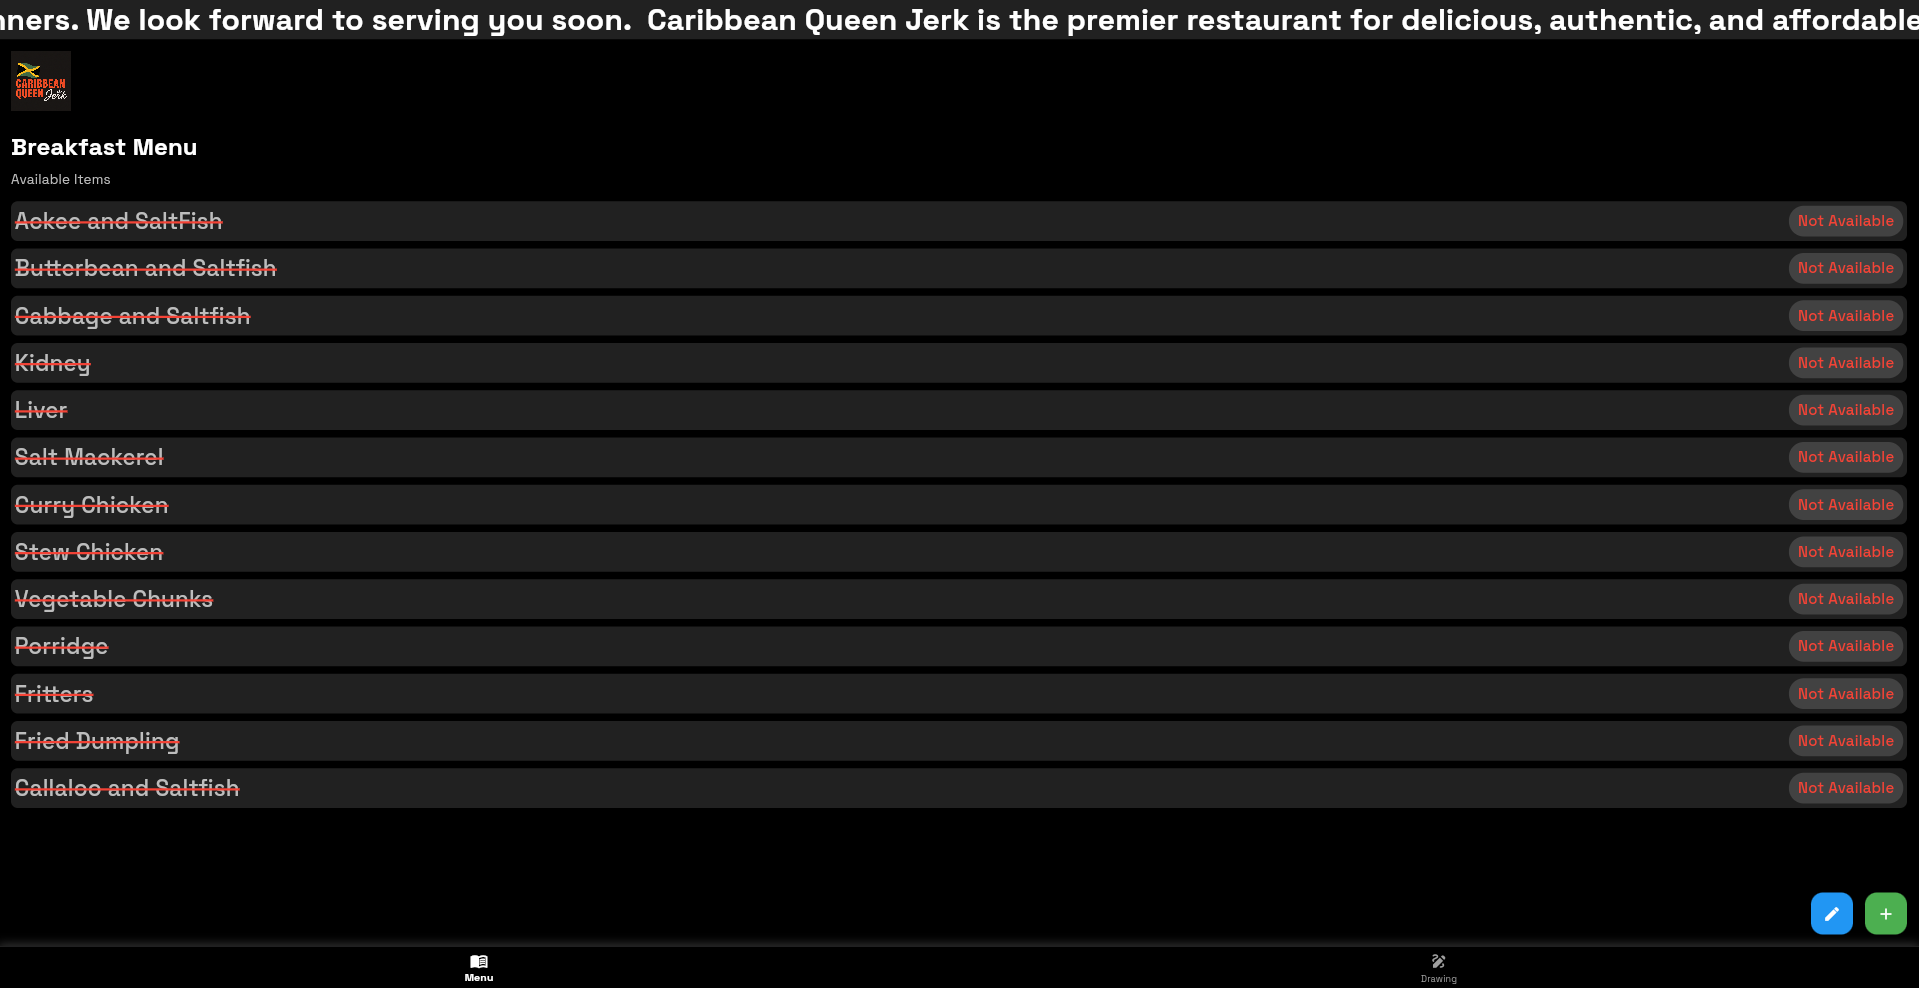 nners. We look forward to serving you soon.  Caribbean Queen Jerk is the premier restaurant for delicious, authentic, and affordable
CARIBBEAN
QUEEN Jerk
Breakfast Menu
Available Items
Ackee and SaltFish Not Available
Butterbean and Saltfish Not Available
Cabbage and Saltfish Not Available
Kidney Not Available
Liver Not Available
Salt Mackerel Not Available
Curry Chicken Not Available
Stew Chicken Not Available
Vegetable Chunks Not Available
Porridge Not Available
Fritters Not Available
Fried Dumpling Not Available
Callaloo and Saltfish Not Available
Menu Drawing